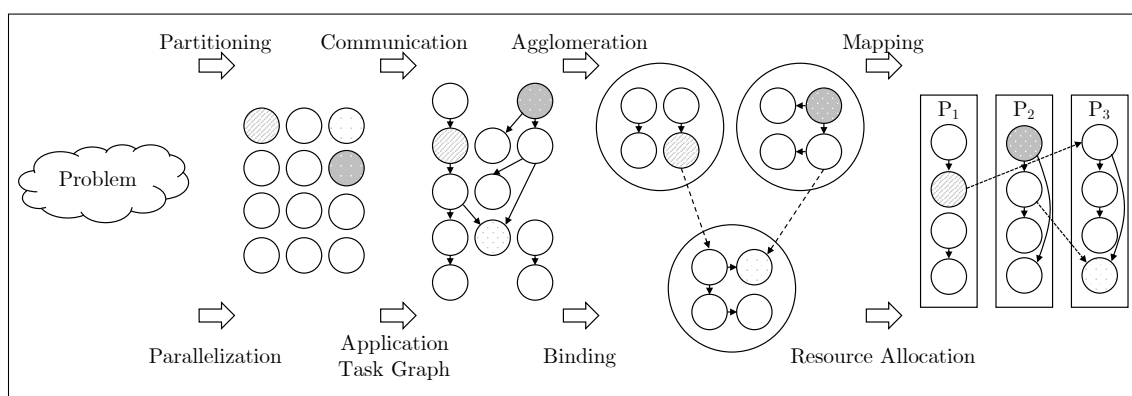 Partitioning
Communication
Agglomeration
Mapping
P1
P2
P3
Problem
Parallelization
Application
Task Graph
Binding
Resource Allocation